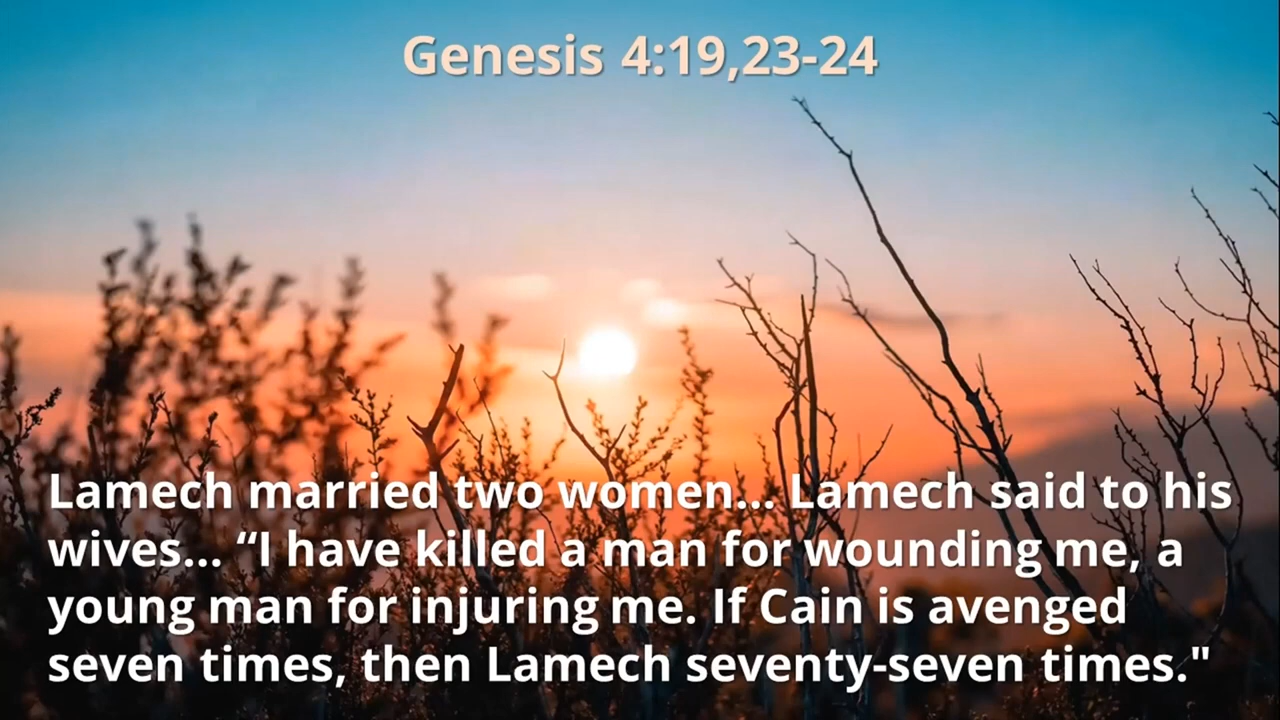 Genesis 4:19,23-24
Lamech married two women... Lamech said to his
wives... “I have killed a man for wounding me, a
young man for injuring me. If Cain is avenged
seven times, then Lamech seventy-seven times."